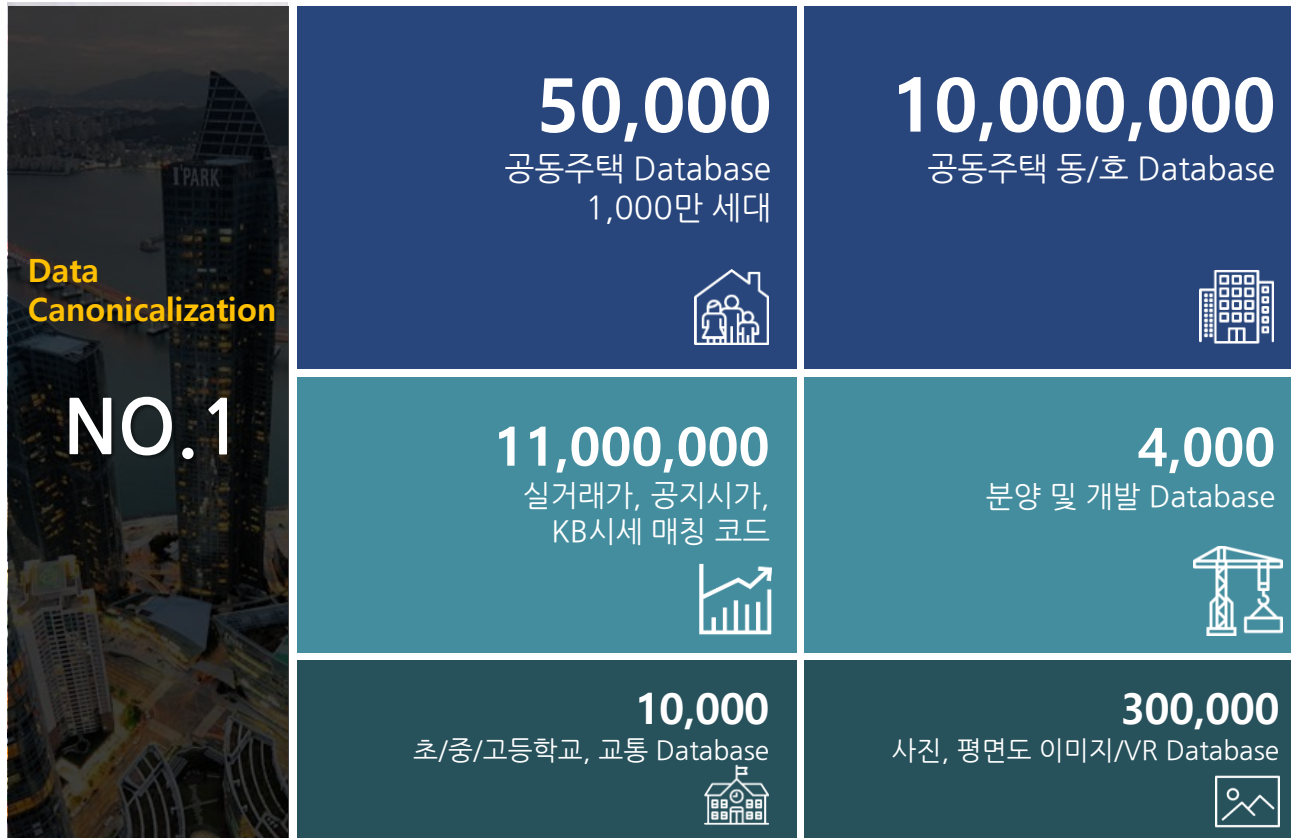 I'PARK
Data
Canonicalization
NO.1
50,000
공동주택 Database
1,000만 세대
10,000,000
공동주택 동/호 Database
11,000,000
실거래가, 공지시가,
KB시세 매칭 코드
4,000
분양 및 개발 Database
10,000
초/중/고등학교, 교통 Database
300,000
사진, 평면도 이미지/VR Database